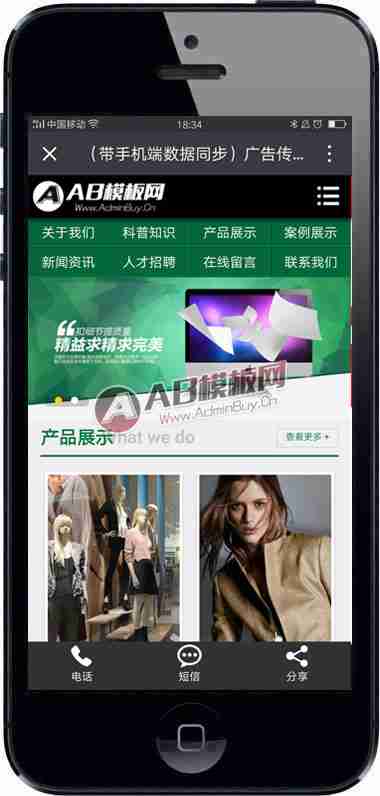 中国移动
18:34
（带手机端数据同步）广告传...
AB模板网
Www.AdminBuy.Cn
关于我们 科普知识 产品展示 案例展示
新闻资讯 人才招聘 在线留言 联系我们
扣细节提质量
精益求精求完美
AB模板网
www.AdminBuy.Cn
产品展示
What we do
查看更多 +
电话 短信 分享